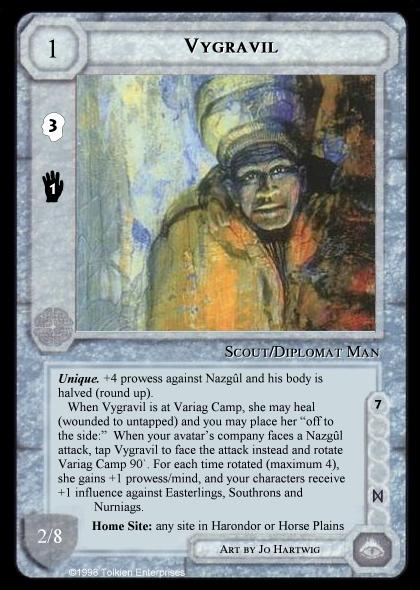 1
VYGRAVIL
3
1
SCOUT/DIPLOMAT MAN
Unique. +4 prowess against Nazgûl and his body is
halved (round up).
When Vygravil is at Variag Camp, she may heal
(wounded to untapped) and you may place her “off to
the side:” When your avatar’s company faces a Nazgûl
attack, tap Vygravil to face the attack instead and rotate
Variag Camp 90˙. For each time rotated (maximum 4),
she gains +1 prowess/mind, and your characters receive
+1 influence against Easterlings, Southrons and
Nurniags.
7
2/8
Home Site: any site in Harondor or Horse Plains
ART BY JO HARTWIG
©1998 Tolkien Enterprises